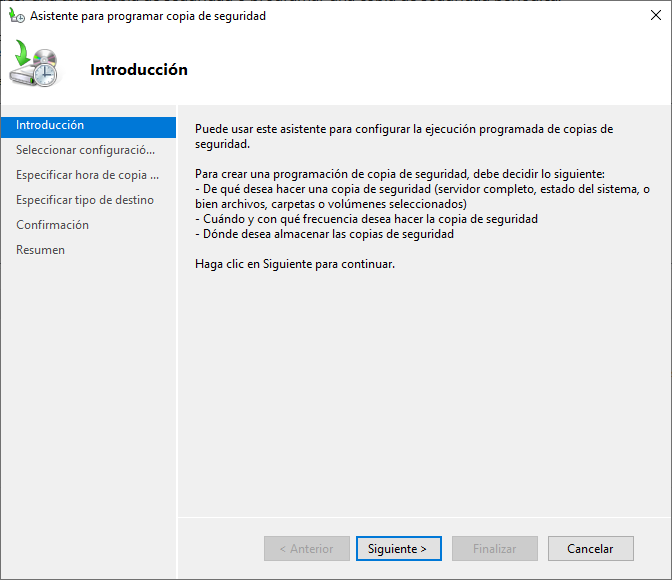 Asistente para programar copia de seguridad
Introducción
Introducción
Seleccionar configuració...
Especificar hora de copia ...
Especificar tipo de destino
Confirmación
Resumen
Puede usar este asistente para configurar la ejecución programada de copias de
seguridad.
Para crear una programación de copia de seguridad, debe decidir lo siguiente:
- De qué desea hacer una copia de seguridad (servidor completo, estado del sistema, o
bien archivos, carpetas o volúmenes seleccionados)
- Cuándo y con qué frecuencia desea hacer la copia de seguridad
- Dónde desea almacenar las copias de seguridad
Haga clic en Siguiente para continuar.
< Anterior
Siguiente >
Finalizar
Cancelar